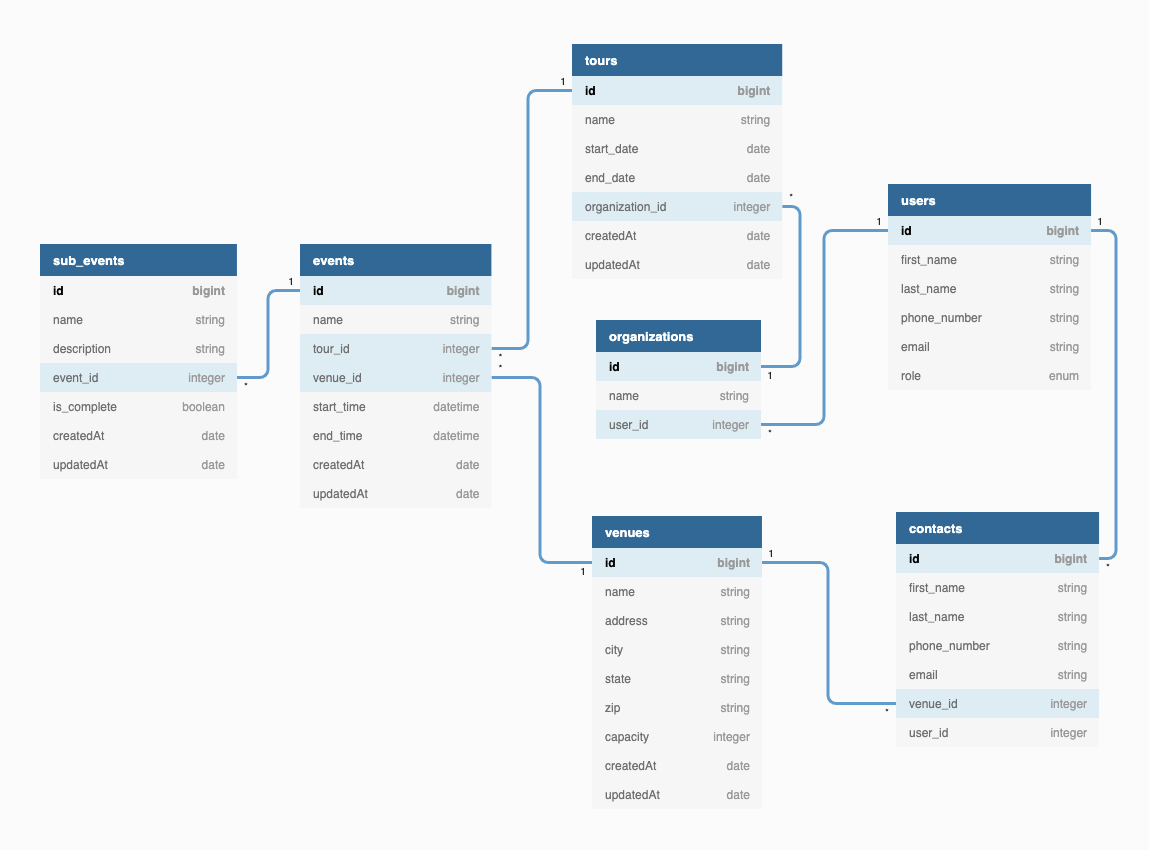 tours
1
id bigint
name string
start_date date
end_date date
*
organization_id integer
createdAt date
updatedAt date
users
1 1
id bigint
first_name string
last_name string
phone_number string
email string
role enum
sub_events
id bigint
name string
description string
event_id integer
*
is_complete boolean
createdAt date
updatedAt date
events
1
id bigint
name string
tour_id integer
*
*
venue_id integer
start_time datetime
end_time datetime
createdAt date
updatedAt date
organizations
id bigint
1
name string
user_id integer
*
venues
1
id bigint
1
name string
address string
city string
state string
zip string
capacity integer
createdAt date
updatedAt date
contacts
id bigint
*
first_name string
last_name string
phone_number string
email string
venue_id integer
*
user_id integer